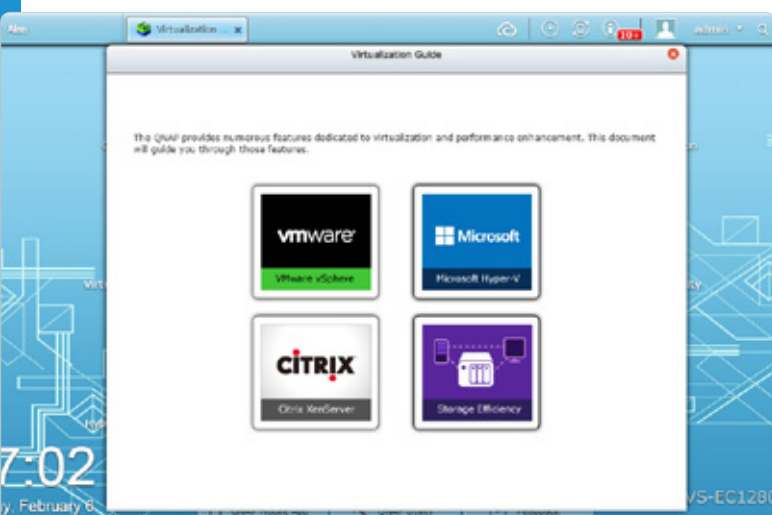 Virtualization ... x
10+
admin
Virtualization Guide
The QNAP provides numerous features dedicated to virtualization and performance enhancement. This document
will guide you through those features.
vmware
VMware vSphere
Microsoft
Microsoft Hyper-V
CITRIX
Citrix XenServer
Storage Efficiency
7:02
February 6
VS-EC1280